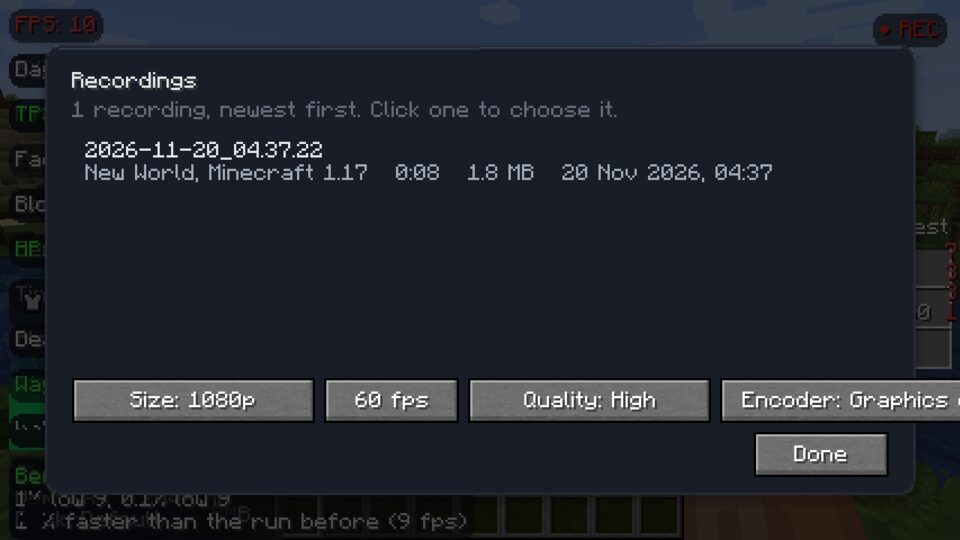 FPS: 10
REC
Recordings
1 recording, newest first. Click one to choose it.
2026-11-20_04.37.22
New World, Minecraft 1.17 0:08 1.8 MB 20 Nov 2026, 04:37
Size: 1080p
60 fps
Quality: High
Encoder: Graphics
Done
faster than the run before (9 fps)